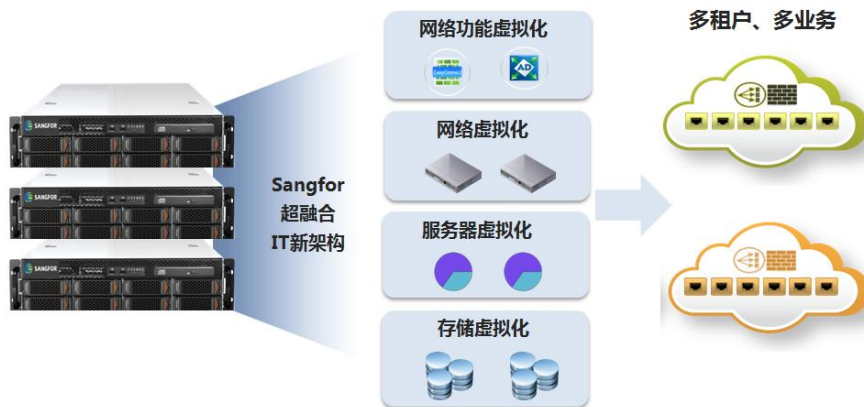 SANGFOR
SANGFOR
SANGFOR
Sangfor
超融合
IT新架构
网络功能虚拟化
AD
网络虚拟化
服务器虚拟化
存储虚拟化
多租户、多业务